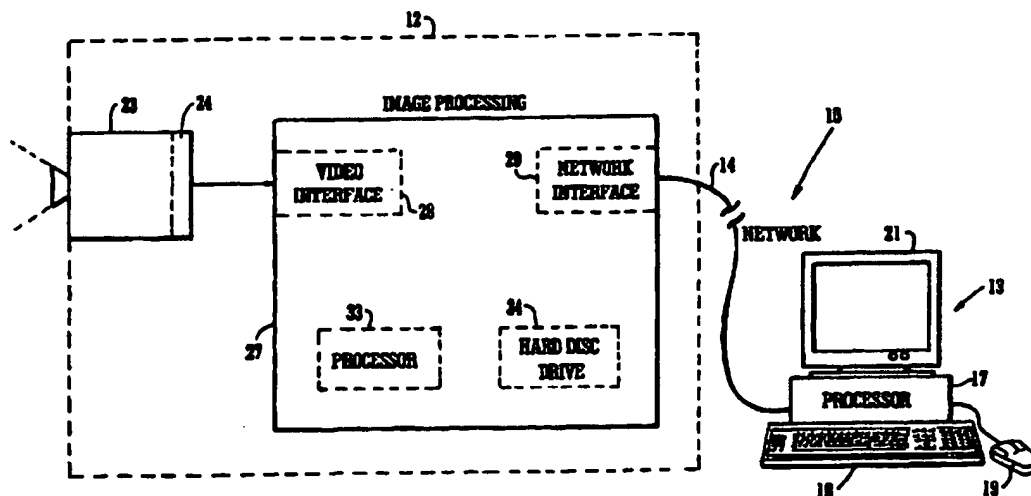 12
23
24
IMAGE PROCESSING
VIDEO
INTERFACE
28
29
NETWORK
INTERFACE
14
NETWORK
21
13
33
PROCESSOR
34
HARD DISC
DRIVE
27
17
PROCESSOR
18
19